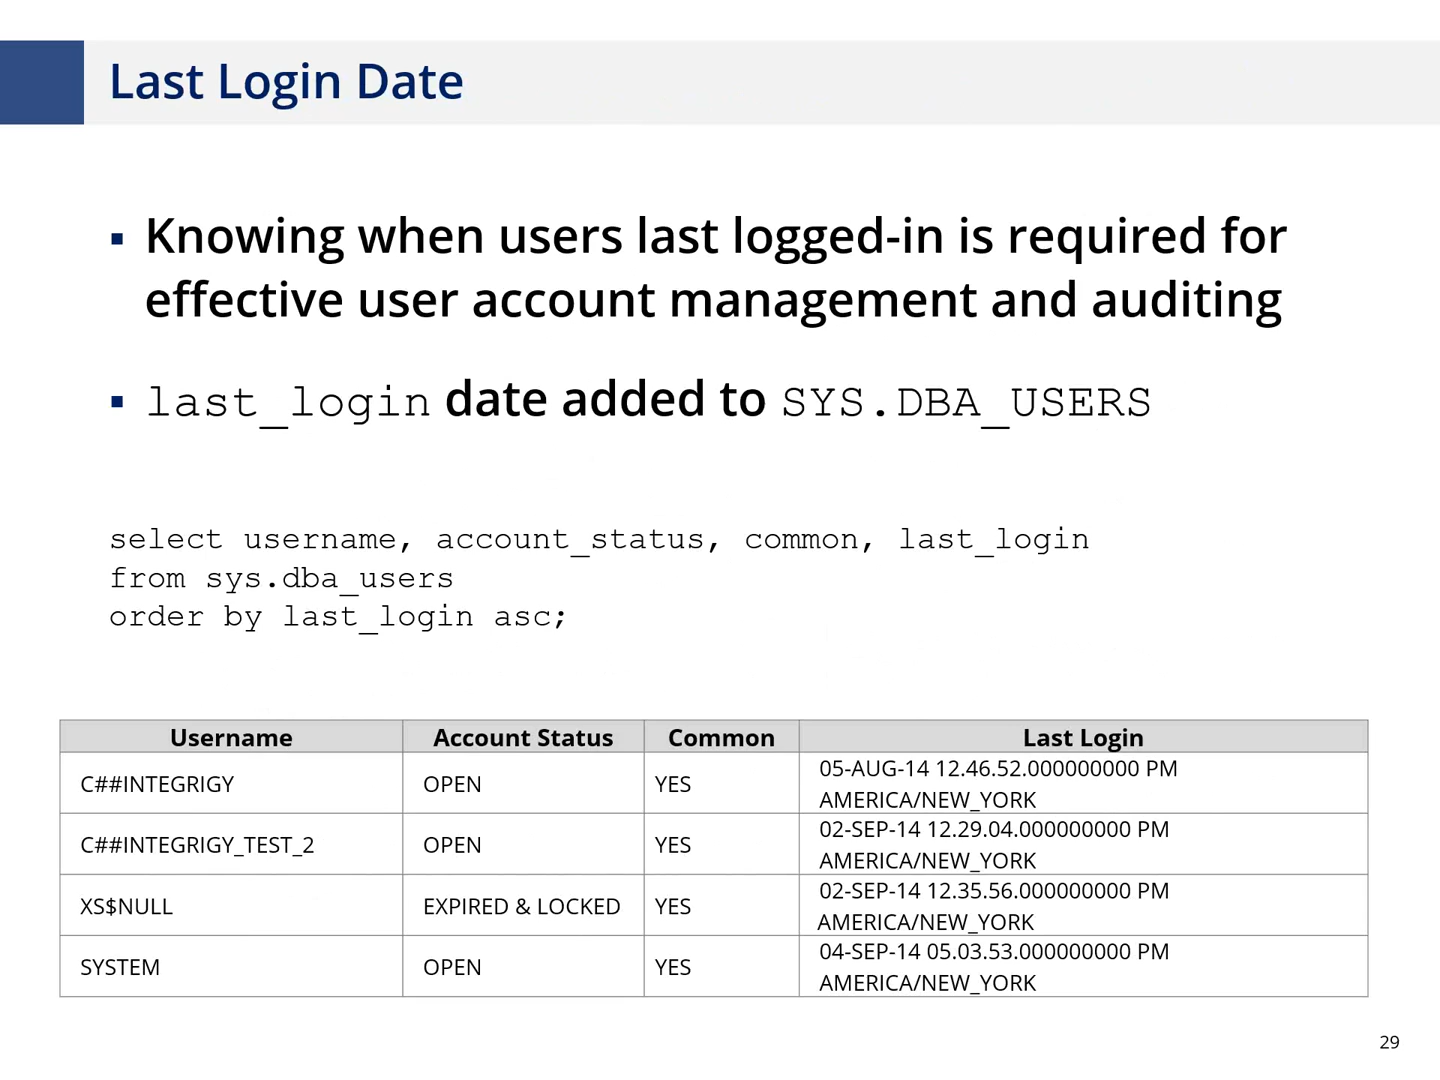 Last Login Date
▪ Knowing when users last logged-in is required for
effective user account management and auditing
▪ last_login date added to SYS.DBA_USERS
select username, account_status, common, last_login
from sys.dba_users
order by last_login asc;
Username Account Status Common Last Login
C##INTEGRIGY OPEN YES 05-AUG-14 12.46.52.000000000 PM
AMERICA/NEW_YORK
C##INTEGRIGY_TEST_2 OPEN YES 02-SEP-14 12.29.04.000000000 PM
AMERICA/NEW_YORK
XS$NULL EXPIRED & LOCKED YES 02-SEP-14 12.35.56.000000000 PM
AMERICA/NEW_YORK
SYSTEM OPEN YES 04-SEP-14 05.03.53.000000000 PM
AMERICA/NEW_YORK
29